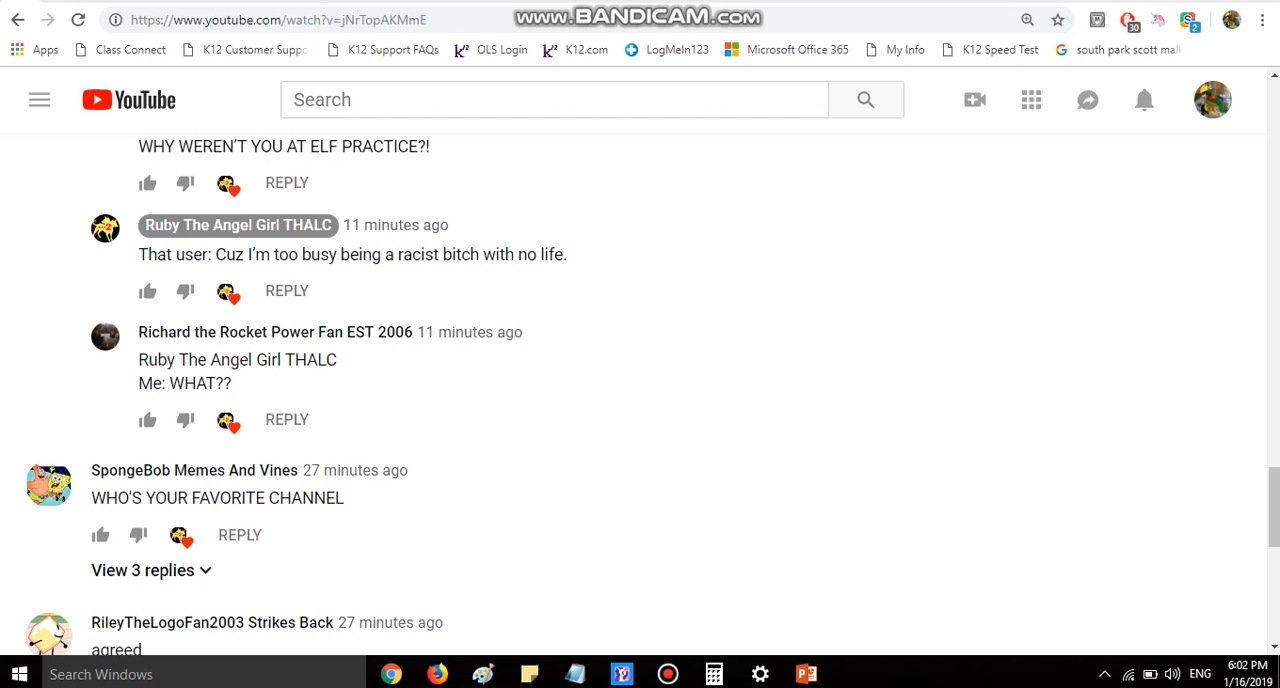 https://www.youtube.com/watch?v=jNrTopAKMmE
www.BANDICAM.com
30
2
Apps
Class Connect
K12 Customer Suppo
K12 Support FAQs
OLS Login
K12.com
LogMeIn123
Microsoft Office 365
My Info
K12 Speed Test
south park scott mal
YouTube
Search
WHY WEREN'T YOU AT ELF PRACTICE?!
REPLY
Ruby The Angel Girl THALC 11 minutes ago
That user: Cuz I'm too busy being a racist bitch with no life.
REPLY
Richard the Rocket Power Fan EST 2006 11 minutes ago
Ruby The Angel Girl THALC
Me: WHAT??
REPLY
SpongeBob Memes And Vines 27 minutes ago
WHO'S YOUR FAVORITE CHANNEL
REPLY
View 3 replies
RileyTheLogoFan2003 Strikes Back 27 minutes ago
agreed
Search Windows
ENG
6:02 PM
1/16/2019